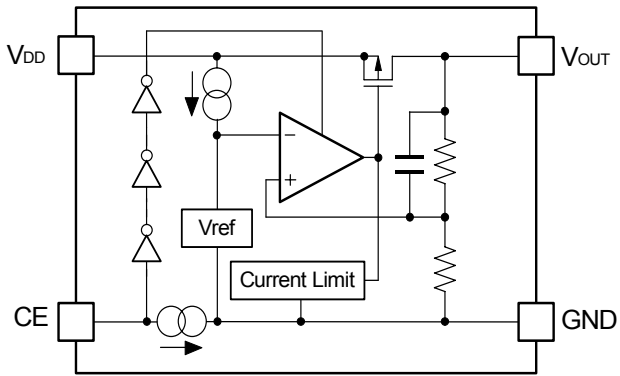 VDD
VOUT
−
+
Vref
Current Limit
CE
GND